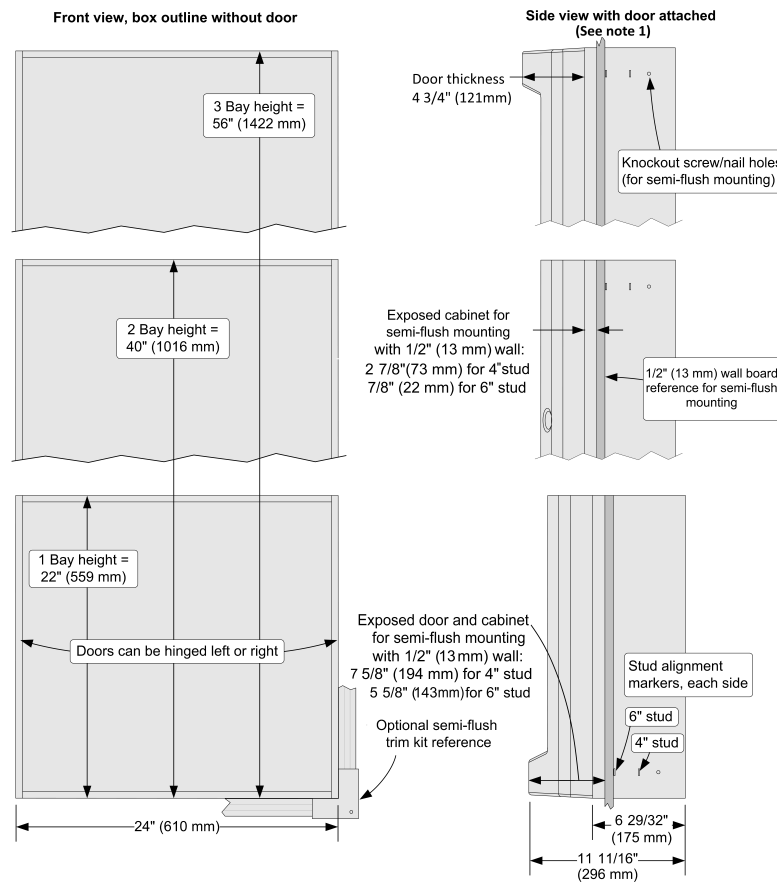 Front view, box outline without door
Side view with door attached
(See note 1)
3 Bay height =
56" (1422 mm)
Door thickness
4 3/4" (121mm)
Knockout screw/nail holes
(for semi-flush mounting)
2 Bay height =
40" (1016 mm)
Exposed cabinet for
semi-flush mounting
with 1/2" (13 mm) wall:
2 7/8"(73 mm) for 4"stud
7/8" (22 mm) for 6" stud
1/2" (13 mm) wall board
reference for semi-flush
mounting
1 Bay height =
22" (559 mm)
Doors can be hinged left or right
Exposed door and cabinet
for semi-flush mounting
with 1/2" (13 mm) wall:
7 5/8" (194 mm) for 4" stud
5 5/8" (143mm)for 6" stud
Stud alignment
markers, each side
6" stud
4" stud
Optional semi-flush
trim kit reference
24" (610 mm)
6 29/32"
(175 mm)
11 11/16"
(296 mm)